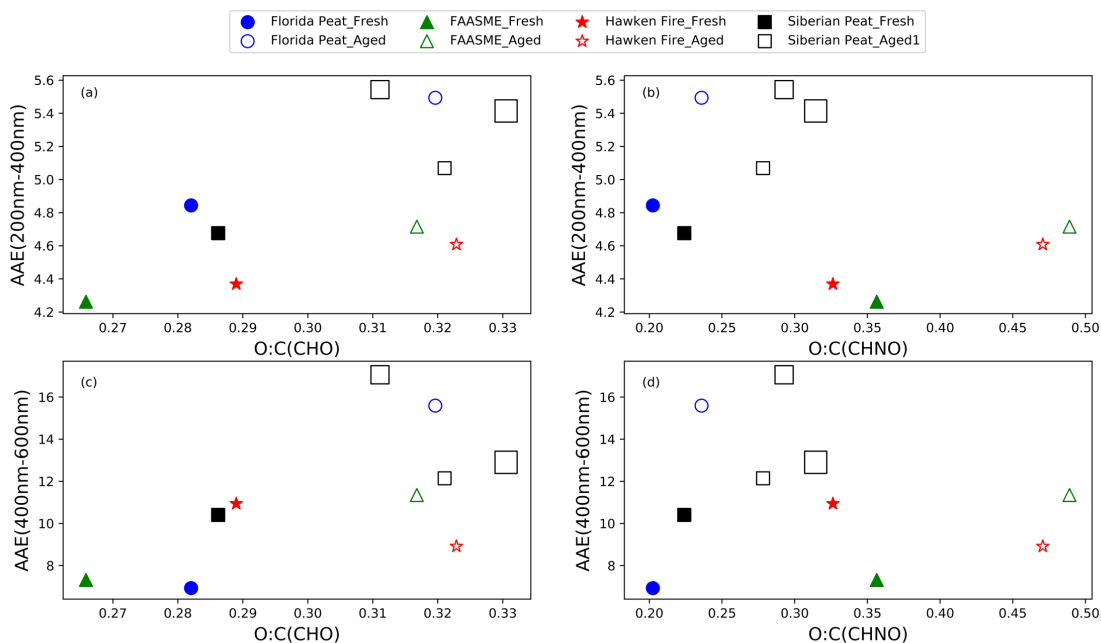 Florida Peat_Fresh FAASME_Fresh Hawken Fire_Fresh Siberian Peat_Fresh
Florida Peat_Aged FAASME_Aged Hawken Fire_Aged Siberian Peat_Aged1
(a)
AAE(200nm-400nm)
5.6
5.4
5.2
5.0
4.8
4.6
4.4
4.2
0.27 0.28 0.29 0.30 0.31 0.32 0.33
O:C(CHO)
(b)
AAE(200nm-400nm)
5.6
5.4
5.2
5.0
4.8
4.6
4.4
4.2
0.20 0.25 0.30 0.35 0.40 0.45 0.50
O:C(CHNO)
(c)
AAE(400nm-600nm)
16
14
12
10
8
0.27 0.28 0.29 0.30 0.31 0.32 0.33
O:C(CHO)
(d)
AAE(400nm-600nm)
16
14
12
10
8
0.20 0.25 0.30 0.35 0.40 0.45 0.50
O:C(CHNO)